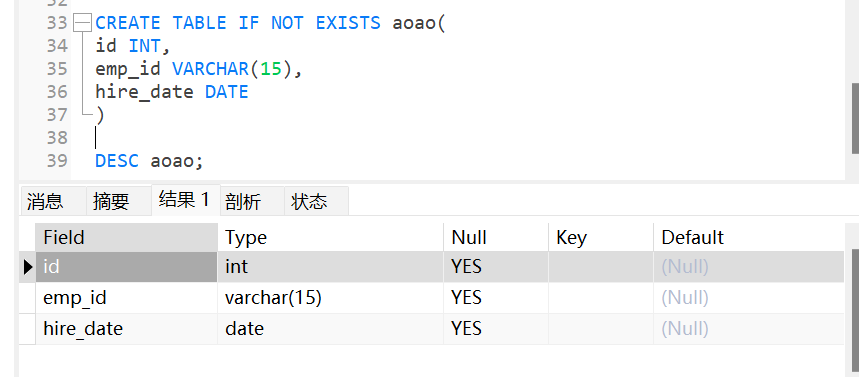 32
33 CREATE TABLE IF NOT EXISTS aoao(
34 id INT,
35 emp_id VARCHAR(15),
36 hire_date DATE
37 )
38
39 DESC aoao;
消息 摘要 结果 1 剖析 状态
Field Type Null Key Default
id int YES (Null)
emp_id varchar(15) YES (Null)
hire_date date YES (Null)